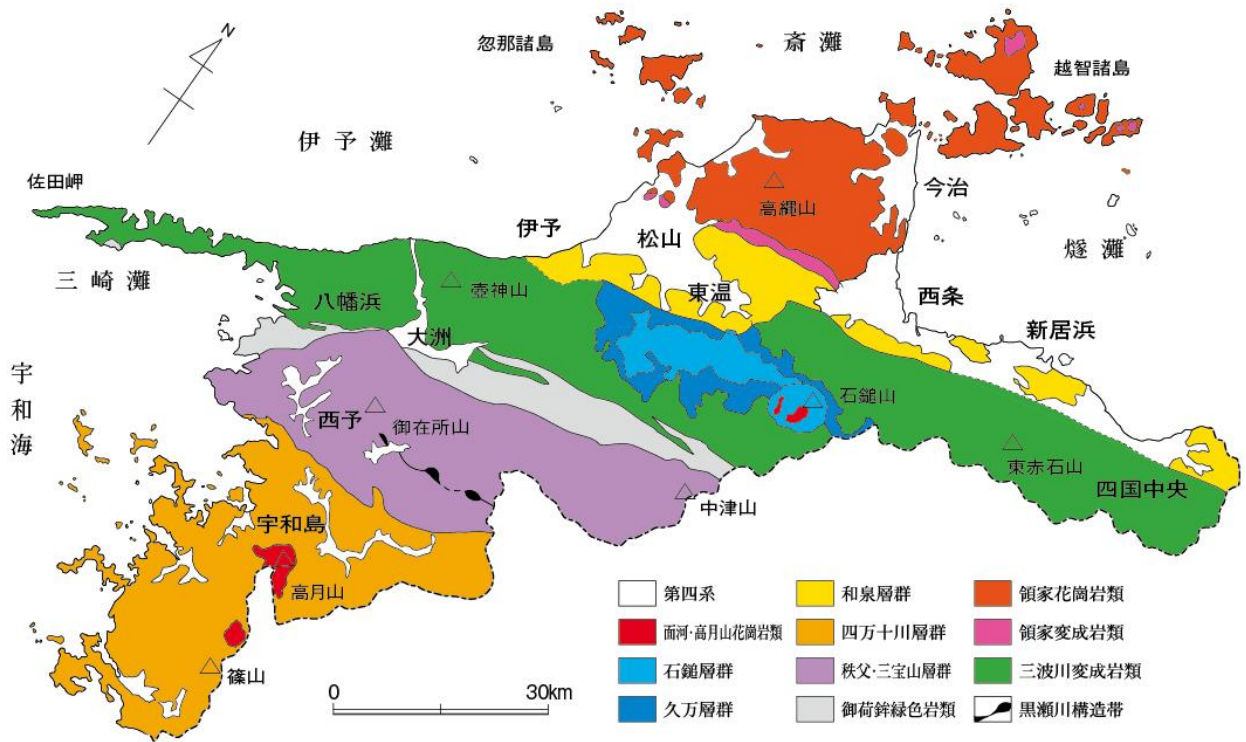 N
忽那諸島
斎灘
越智諸島
伊予灘
佐田岬
今治
高縄山
伊予
松山
燧灘
三崎灘
八幡浜
壺神山
東温
西条
新居浜
大洲
宇和海
石鎚山
西予
御在所山
東赤石山
四国中央
中津山
宇和島
高月山
篠山
0 30km
第四系
和泉層群
領家花崗岩類
面河・高月山花崗岩類
四万十川層群
領家変成岩類
石鎚層群
秩父・三宝山層群
三波川変成岩類
久万層群
御荷鉾緑色岩類
黒瀬川構造帯